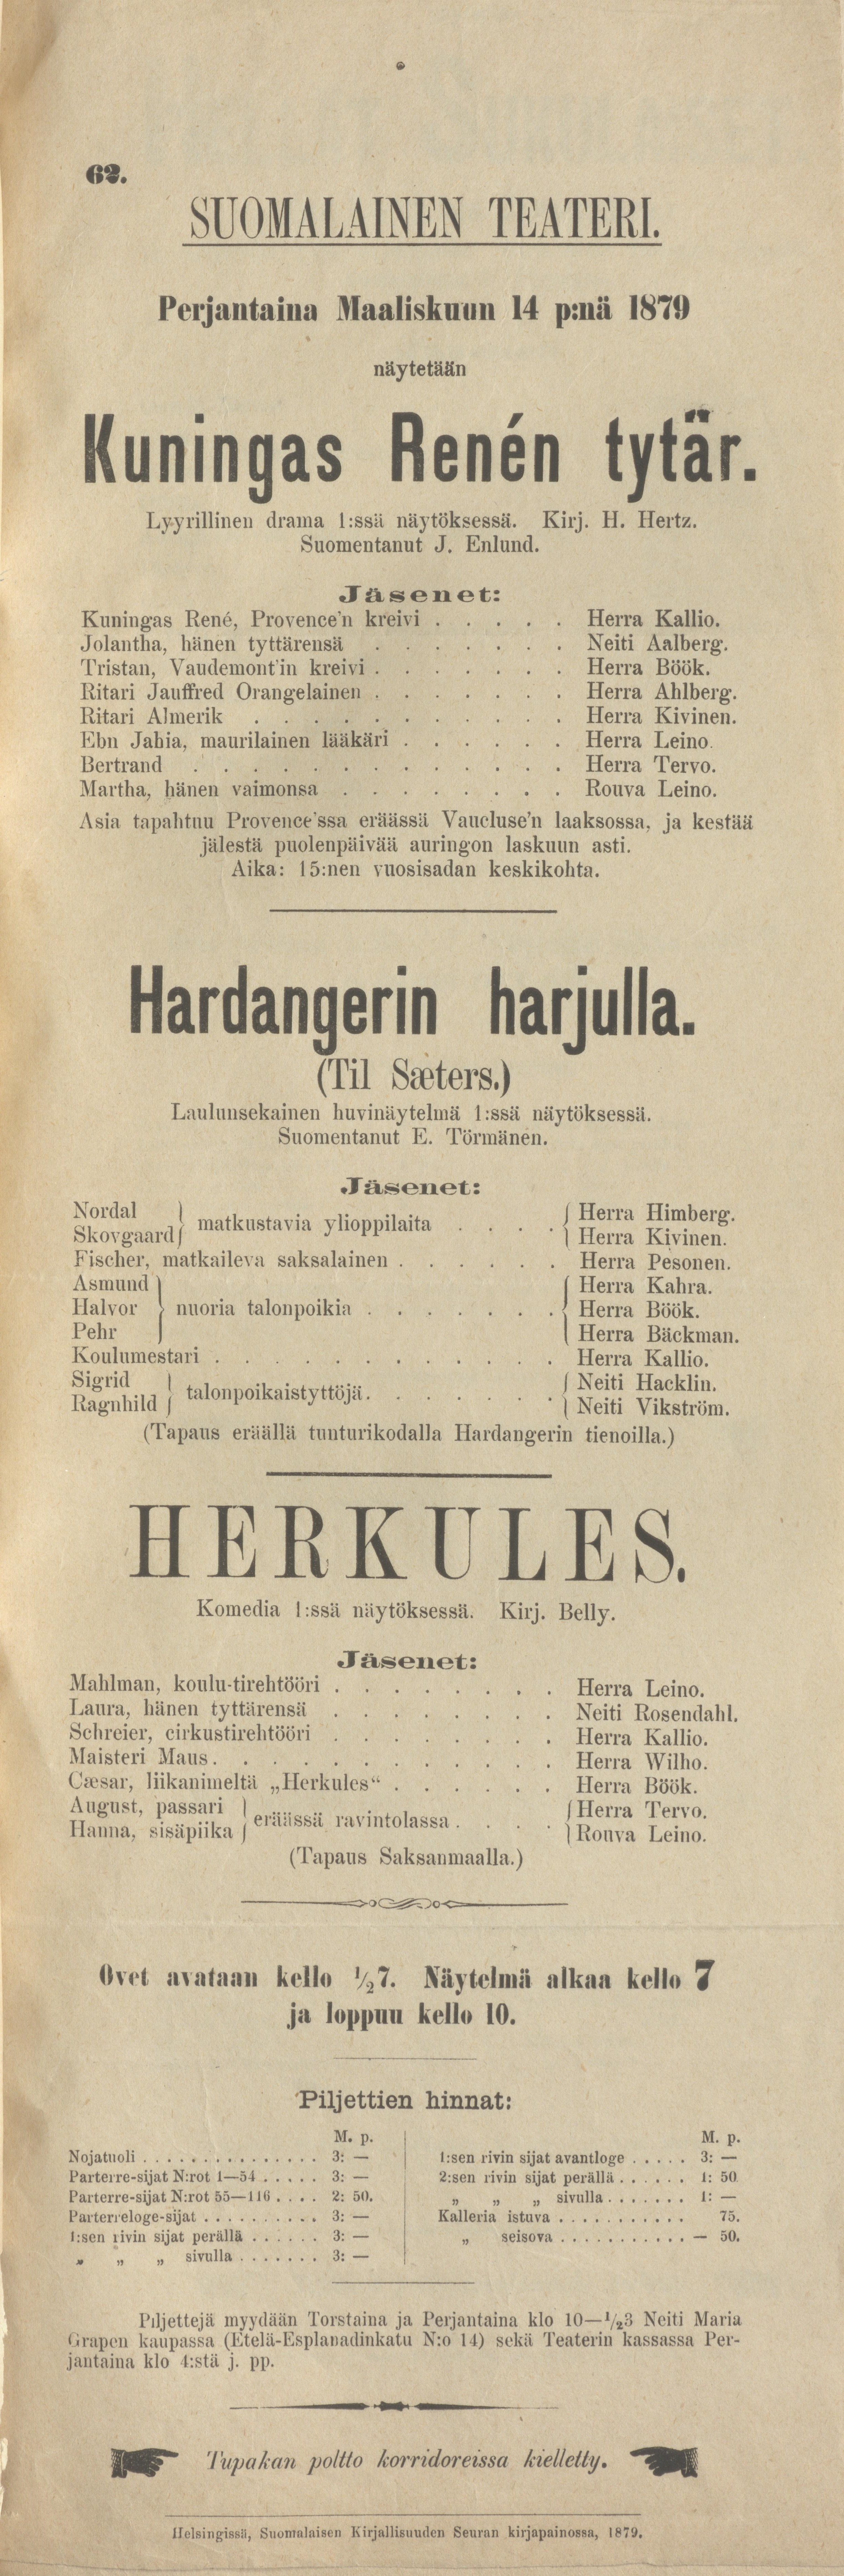 62.
SUOMALAINEN TEATERI.
Perjantaina Maaliskuun 14 p:nä 1879
näytetään
Kuningas Renén tytär.
Lyyrillinen drama 1:ssä näytöksessä. Kirj. H. Hertz.
Suomentanut J. Enlund.
Jäsenet:
Kuningas René, Provence'n kreivi . . . . . Herra Kallio.
Jolantha, hänen tyttärensä . . . . . . . Neiti Aalberg.
Tristan, Vaudemont'in kreivi . . . . . . . Herra Böök.
Ritari Jauffred Orangelainen . . . . . . . Herra Ahlberg.
Ritari Almerik . . . . . . . . . . . Herra Kivinen.
Ebn Jahia, maurilainen lääkäri . . . . . . Herra Leino.
Bertrand . . . . . . . . . . . . . Herra Tervo.
Martha, hänen vaimonsa . . . . . . . . Rouva Leino.
Asia tapahtuu Provence'ssa eräässä Vaucluse'n laaksossa, ja kestää
jälestä puolenpäivää auringon laskuun asti.
Aika: 15:nen vuosisadan keskikohta.
Hardangerin harjulla.
(Til Sæters.)
Laulunsekainen huvinäytelmä 1:ssä näytöksessä.
Suomentanut E. Törmänen.
Jäsenet:
Nordal } matkustavia ylioppilaita . . . . { Herra Himberg.
Skovgaard } { Herra Kivinen.
Fischer, matkaileva saksalainen . . . . . . Herra Pesonen.
Asmund } { Herra Kahra.
Halvor } nuoria talonpoikia . . . . . . . { Herra Böök.
Pehr } { Herra Bäckman.
Koulumestari . . . . . . . . . . . . Herra Kallio.
Sigrid } talonpoikaistyttöjä . . . . . . . { Neiti Hacklin.
Ragnhild } { Neiti Vikström.
(Tapaus eräällä tunturikodalla Hardangerin tienoilla.)
HERKULES.
Komedia 1:ssä näytöksessä. Kirj. Belly.
Jäsenet:
Mahlman, koulu-tirehtööri . . . . . . . . Herra Leino.
Laura, hänen tyttärensä . . . . . . . . Neiti Rosendahl.
Schreier, cirkustirehtööri . . . . . . . . Herra Kallio.
Maisteri Maus . . . . . . . . . . . . Herra Wilho.
Cæsar, liikanimeltä „Herkules“ . . . . . . Herra Böök.
August, passari } eräässä ravintolassa . . . . { Herra Tervo.
Hanna, sisäpiika } { Rouva Leino.
(Tapaus Saksanmaalla.)
Ovet avataan kello ½7. Näytelmä alkaa kello 7
ja loppuu kello 10.
Piljettien hinnat:
M. p.
Nojatuoli . . . . . . . . . . . . . . . 3: —
Parterre-sijat N:rot 1—54 . . . . . 3: —
Parterre-sijat N:rot 55—116 . . . . 2: 50.
Parterreloge-sijat . . . . . . . . . . 3: —
1:sen rivin sijat perällä . . . . . . 3: —
„ „ „ sivulla . . . . . . . 3: —
M. p.
1:sen rivin sijat avantloge . . . . . 3: —
2:sen rivin sijat perällä . . . . . . 1: 50
„ „ „ sivulla . . . . . . . 1: —
Kalleria istuva . . . . . . . . . . . 75.
„ seisova . . . . . . . . . . . — 50.
Piljettejä myydään Torstaina ja Perjantaina klo 10—½3 Neiti Maria
Grapen kaupassa (Etelä-Esplanadinkatu N:o 14) sekä Teaterin kassassa Per-
jantaina klo 4:stä j. pp.
Tupakan poltto korridoreissa kielletty.
Helsingissä, Suomalaisen Kirjallisuuden Seuran kirjapainossa, 1879.